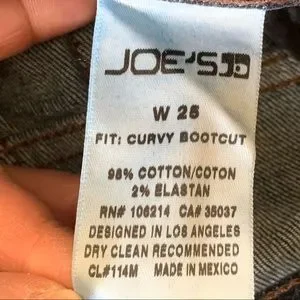 JOE'S
W 25
FIT: CURVY BOOTCUT
98% COTTON/COTON
2% ELASTAN
RN# 106214 CA# 35037
DESIGNED IN LOS ANGELES
DRY CLEAN RECOMMENDED
CL#114M MADE IN MEXICO